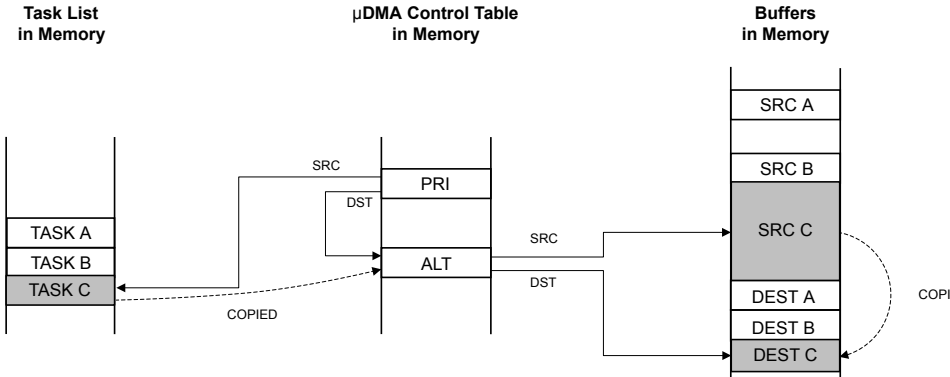 Task List
in Memory
µDMA Control Table
in Memory
Buffers
in Memory
SRC A
SRC B
SRC C
DEST A
DEST B
DEST C
SRC
PRI
DST
ALT
TASK A
TASK B
TASK C
COPIED
SRC
DST
COPI